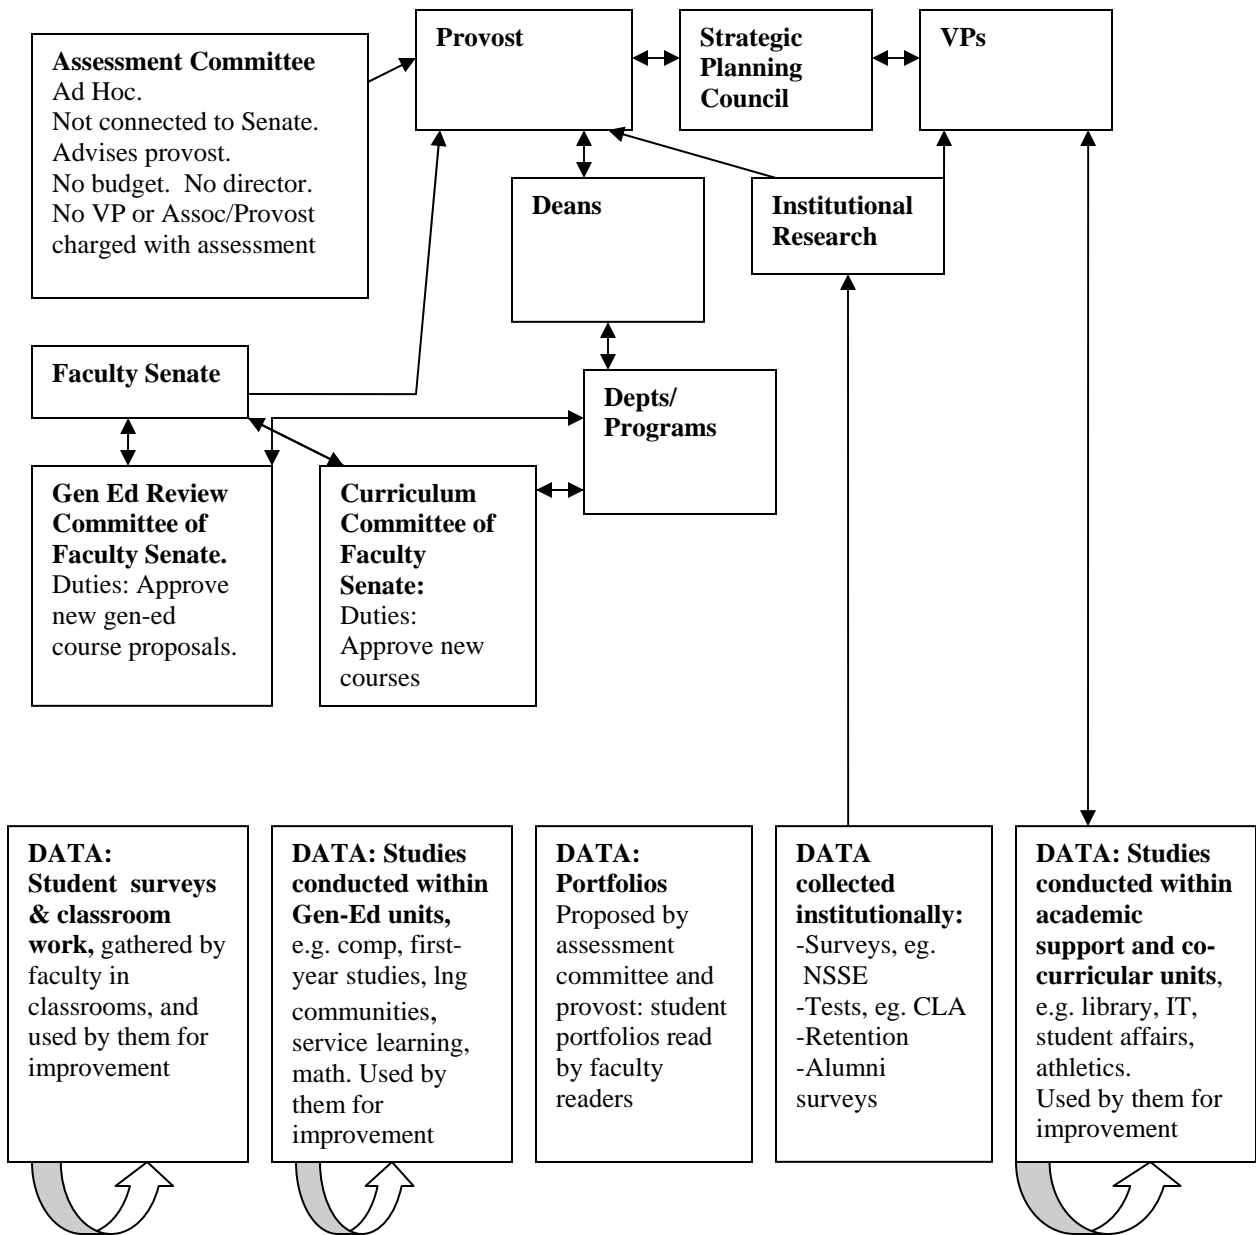 Assessment Committee
Ad Hoc.
Not connected to Senate.
Advises provost.
No budget.  No director.
No VP or Assoc/Provost
charged with assessment
Provost
Strategic
Planning
Council
VPs
Deans
Institutional
Research
Faculty Senate
Depts/
Programs
Gen Ed Review
Committee of
Faculty Senate.
Duties: Approve
new gen-ed
course proposals.
Curriculum
Committee of
Faculty
Senate:
Duties:
Approve new
courses
DATA:
Student  surveys
& classroom
work, gathered by
faculty in
classrooms, and
used by them for
improvement
DATA: Studies
conducted within
Gen-Ed units,
e.g. comp, first-
year studies, lng
communities,
service learning,
math. Used by
them for
improvement
DATA:
Portfolios
Proposed by
assessment
committee and
provost: student
portfolios read
by faculty
readers
DATA
collected
institutionally:
-Surveys, eg.
NSSE
-Tests, eg. CLA
-Retention
-Alumni
surveys
DATA: Studies
conducted within
academic
support and co-
curricular units,
e.g. library, IT,
student affairs,
athletics.
Used by them for
improvement